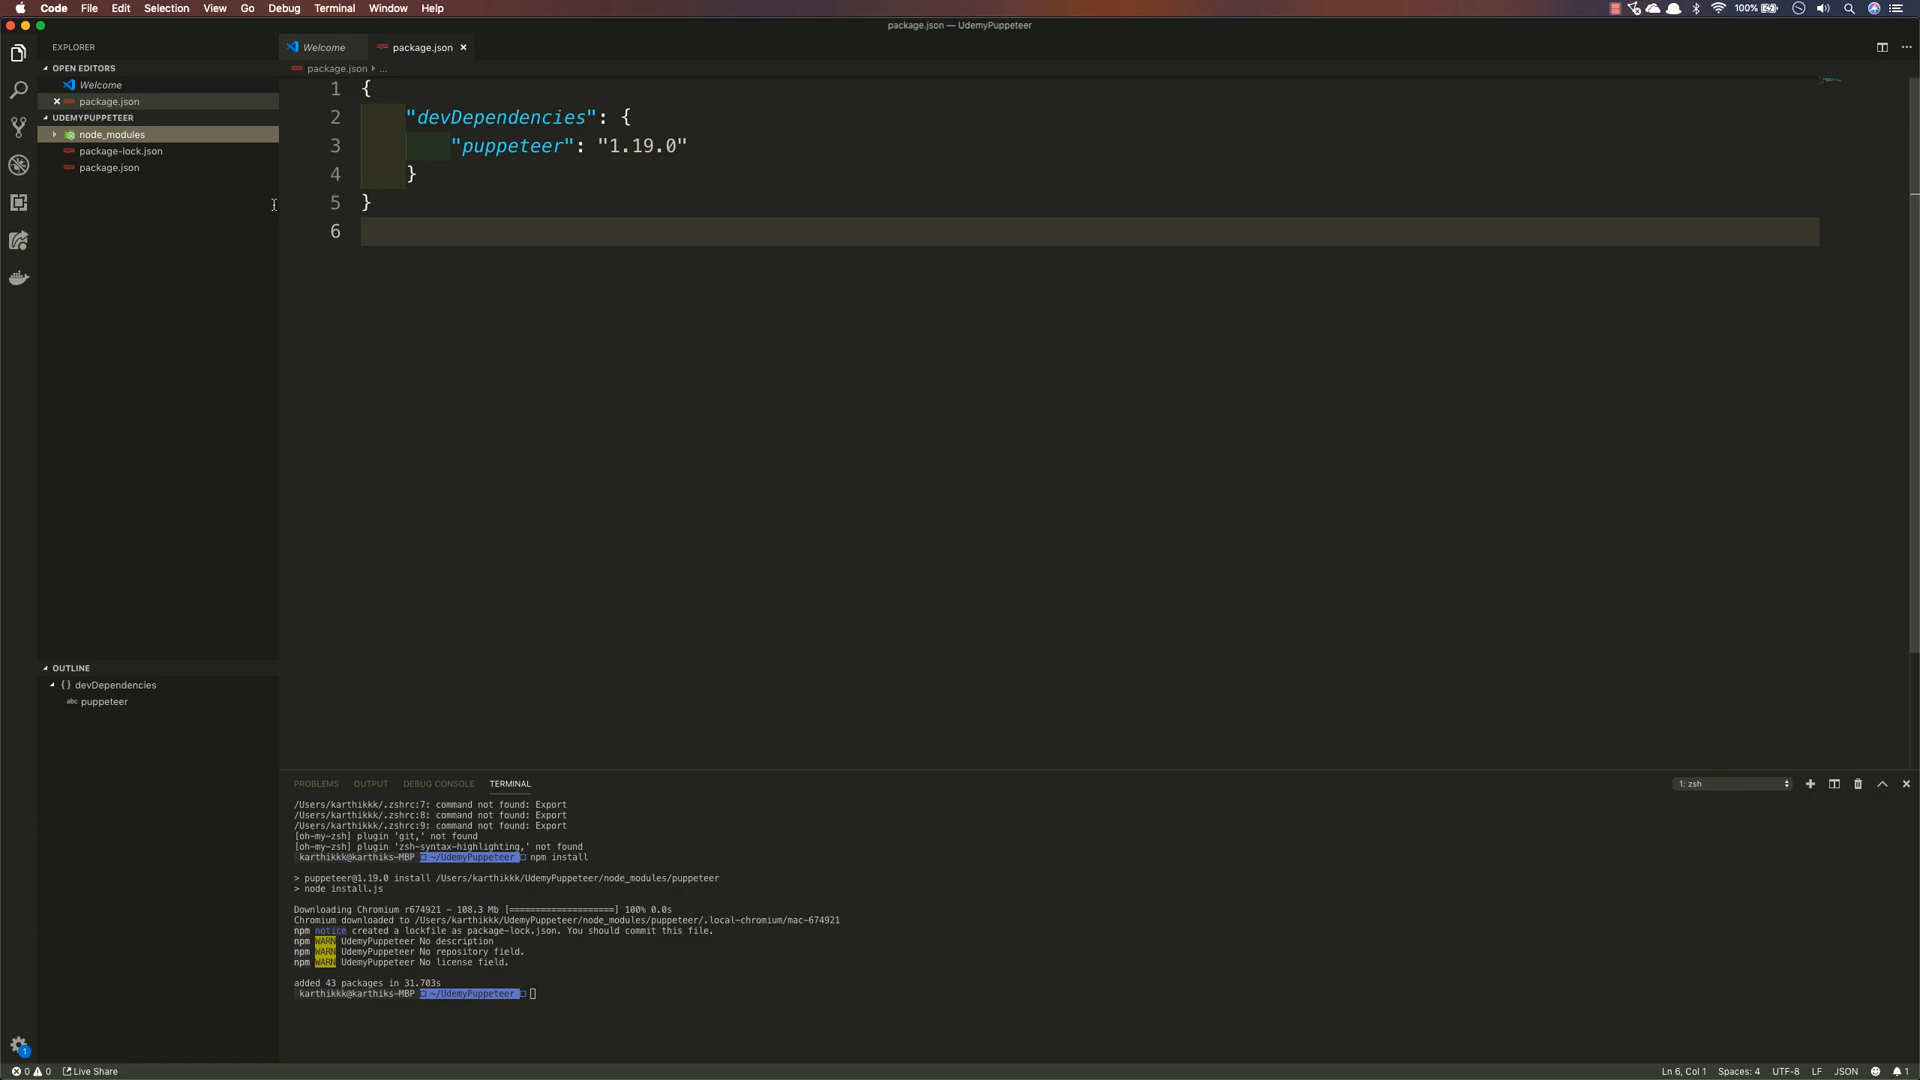 Code File Edit Selection View Go Debug Terminal Window Help
100%
package.json — UdemyPuppeteer
EXPLORER
OPEN EDITORS
Welcome
package.json
UDEMYPUPPETEER
node_modules
package-lock.json
package.json
OUTLINE
{ } devDependencies
abc puppeteer
Welcome
package.json
package.json ...
1 {
2 "devDependencies": {
3 "puppeteer": "1.19.0"
4 }
5 }
6
PROBLEMS OUTPUT DEBUG CONSOLE TERMINAL
1: zsh
/Users/karthikkk/.zshrc:7: command not found: Export
/Users/karthikkk/.zshrc:8: command not found: Export
/Users/karthikkk/.zshrc:9: command not found: Export
[oh-my-zsh] plugin 'git,' not found
[oh-my-zsh] plugin 'zsh-syntax-highlighting,' not found
karthikkk@karthiks-MBP ~/UdemyPuppeteer npm install
> puppeteer@1.19.0 install /Users/karthikkk/UdemyPuppeteer/node_modules/puppeteer
> node install.js
Downloading Chromium r674921 - 108.3 Mb [====================] 100% 0.0s
Chromium downloaded to /Users/karthikkk/UdemyPuppeteer/node_modules/puppeteer/.local-chromium/mac-674921
npm notice created a lockfile as package-lock.json. You should commit this file.
npm WARN UdemyPuppeteer No description
npm WARN UdemyPuppeteer No repository field.
npm WARN UdemyPuppeteer No license field.
added 43 packages in 31.703s
karthikkk@karthiks-MBP ~/UdemyPuppeteer
1
0 0 Live Share
Ln 6, Col 1 Spaces: 4 UTF-8 LF JSON 1